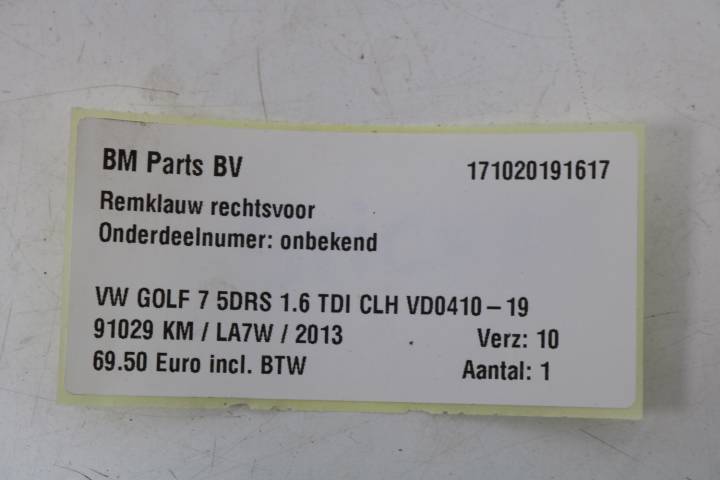 BM Parts BV 171020191617
Remklauw rechtsvoor
Onderdeelnumer: onbekend
VW GOLF 7 5DRS 1.6 TDI CLH VD0410-19
91029 KM / LA7W / 2013 Verz: 10
69.50 Euro incl. BTW Aantal: 1